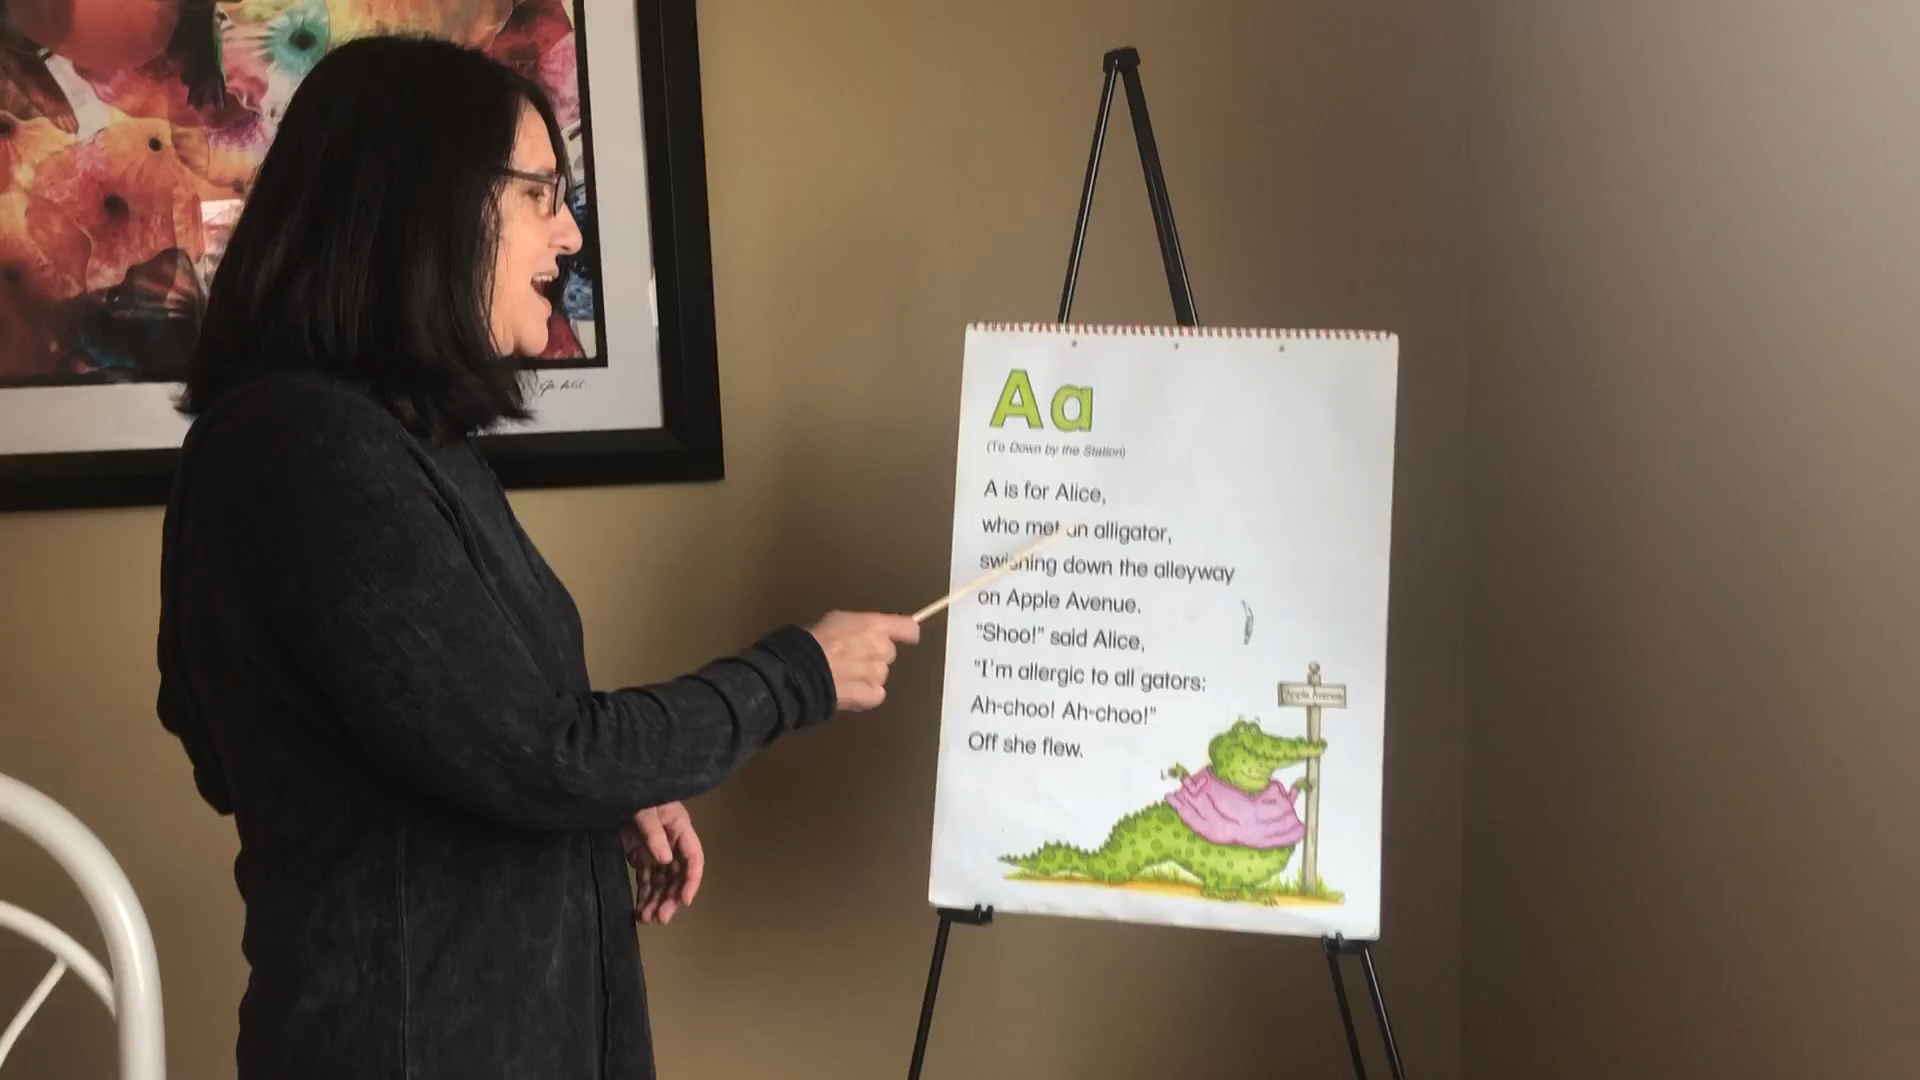 Aa
(To Down by the Station)
A is for Alice,
who met an alligator,
swishing down the alleyway
on Apple Avenue.
"Shoo!" said Alice,
"I'm allergic to all gators:
Ah-choo! Ah-choo!"
Off she flew.
Apple Avenue